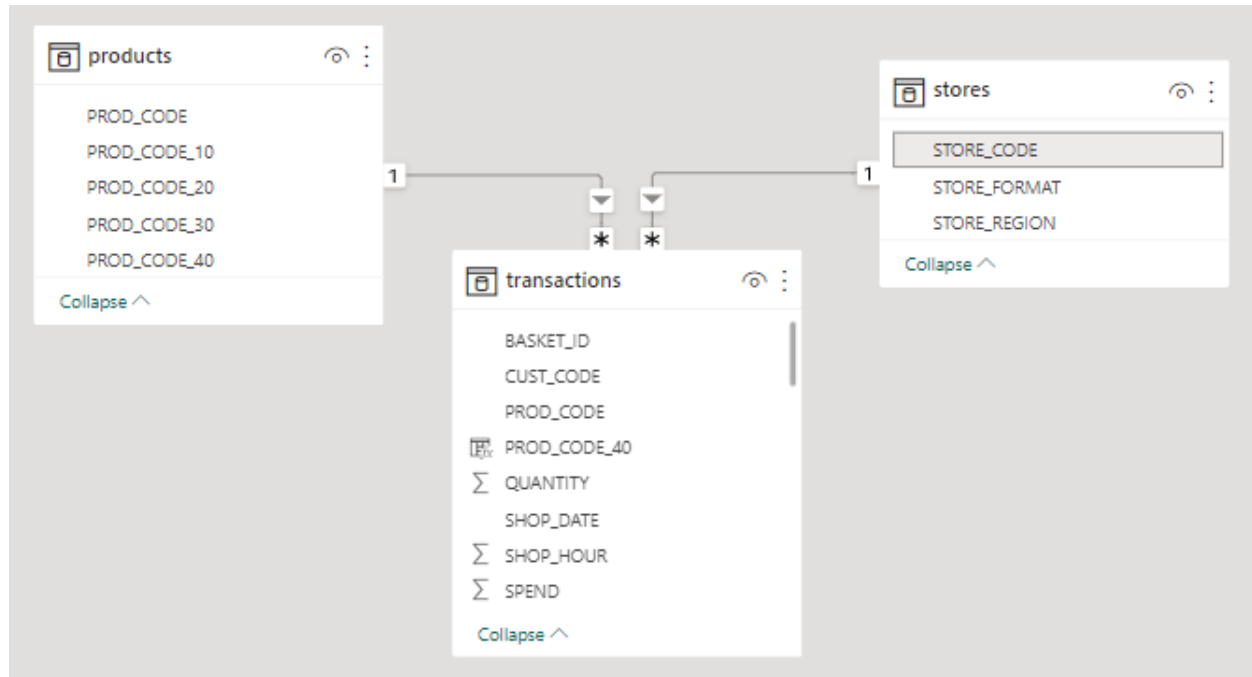 products
PROD_CODE
PROD_CODE_10
PROD_CODE_20
PROD_CODE_30
PROD_CODE_40
Collapse
1
*
stores
STORE_CODE
STORE_FORMAT
STORE_REGION
Collapse
1
*
transactions
BASKET_ID
CUST_CODE
PROD_CODE
PROD_CODE_40
QUANTITY
SHOP_DATE
SHOP_HOUR
SPEND
Collapse